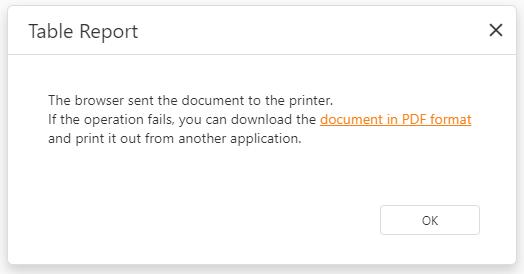 Table Report
The browser sent the document to the printer.
If the operation fails, you can download the document in PDF format
and print it out from another application.
OK